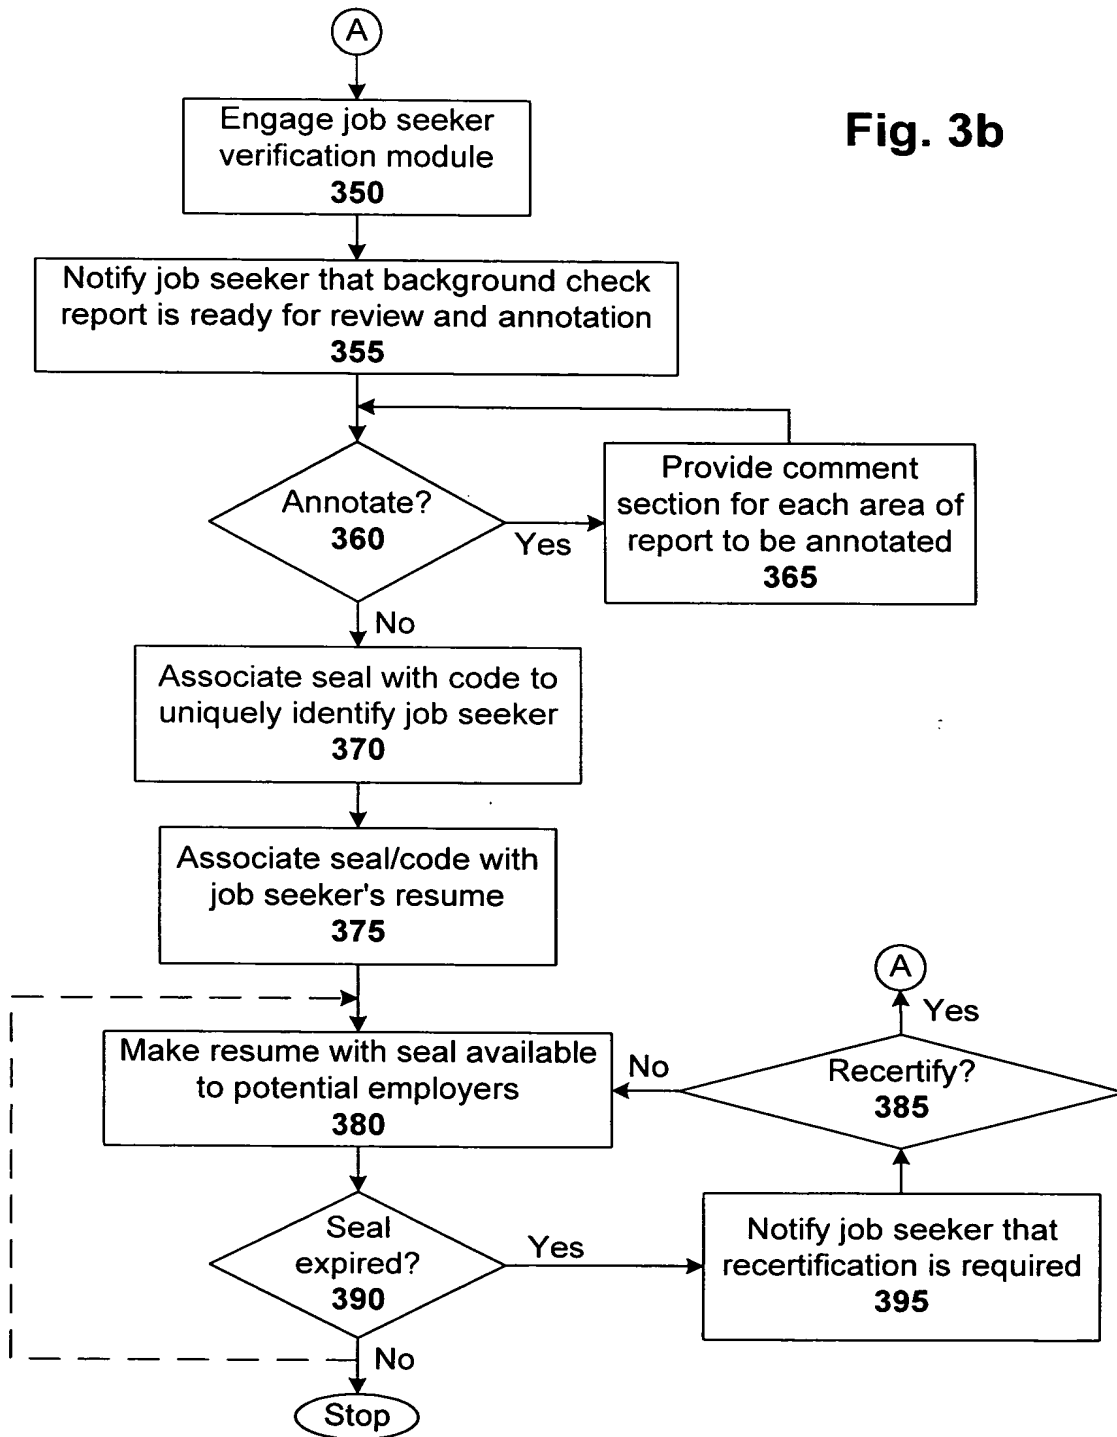 A
Fig. 3b
Engage job seeker
verification module
350
Notify job seeker that background check
report is ready for review and annotation
355
Annotate?
360
Yes
Provide comment
section for each area of
report to be annotated
365
No
Associate seal with code to
uniquely identify job seeker
370
Associate seal/code with
job seeker's resume
375
A
Yes
Make resume with seal available
to potential employers
380
No
Recertify?
385
Seal
expired?
390
Yes
Notify job seeker that
recertification is required
395
No
Stop